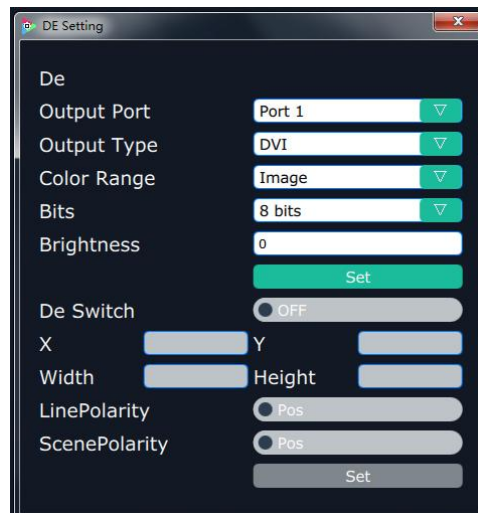 DE Setting
De
Output Port Port 1
Output Type DVI
Color Range Image
Bits 8 bits
Brightness 0
Set
De Switch OFF
X Y
Width Height
LinePolarity Pos
ScenePolarity Pos
Set